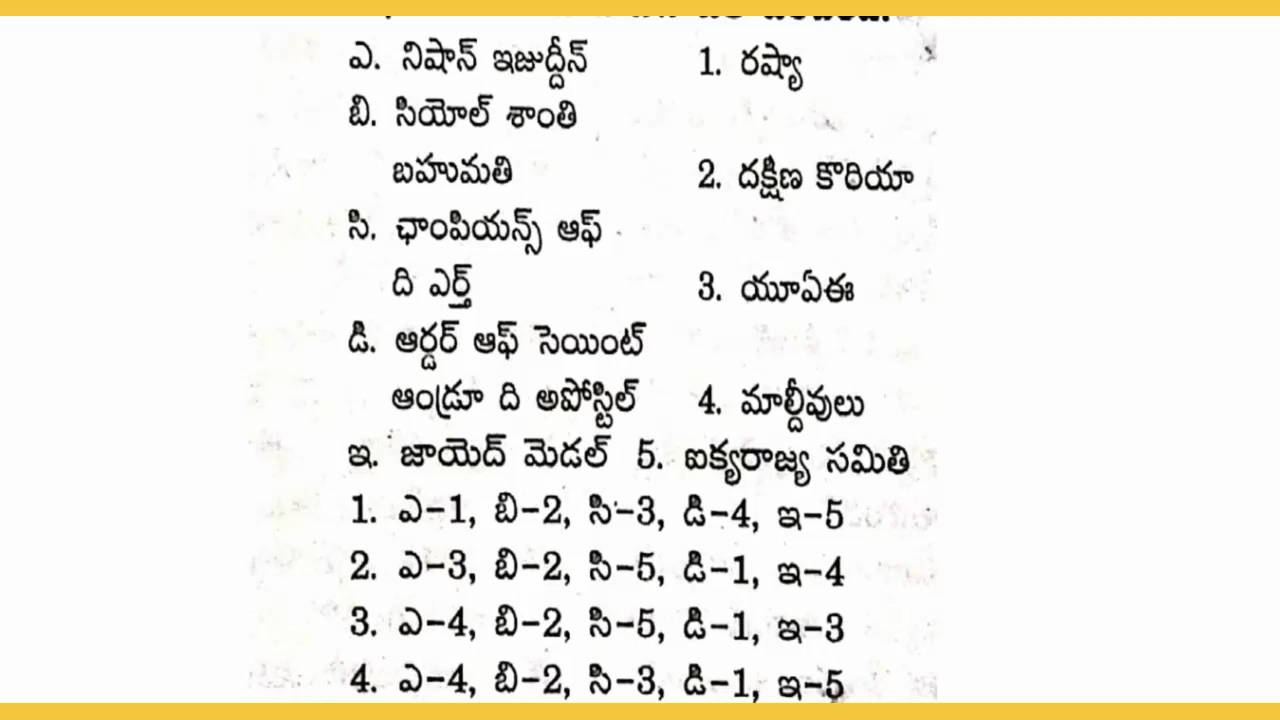 ఎ. నిషాన్ ఇజుద్దీన్ 1. రష్యా
బి. సియోల్ శాంతి
బహుమతి 2. దక్షిణ కొరియా
సి. ఛాంపియన్స్ ఆఫ్
ది ఎర్త్ 3. యూఏఈ
డి. ఆర్డర్ ఆఫ్ సెయింట్
ఆండ్రూ ది అపోస్టిల్ 4. మాల్దీవులు
ఇ. జాయెద్ మెడల్ 5. ఐక్యరాజ్య సమితి
1. ఎ-1, బి-2, సి-3, డి-4, ఇ-5
2. ఎ-3, బి-2, సి-5, డి-1, ఇ-4
3. ఎ-4, బి-2, సి-5, డి-1, ఇ-3
4. ఎ-4, బి-2, సి-3, డి-1, ఇ-5